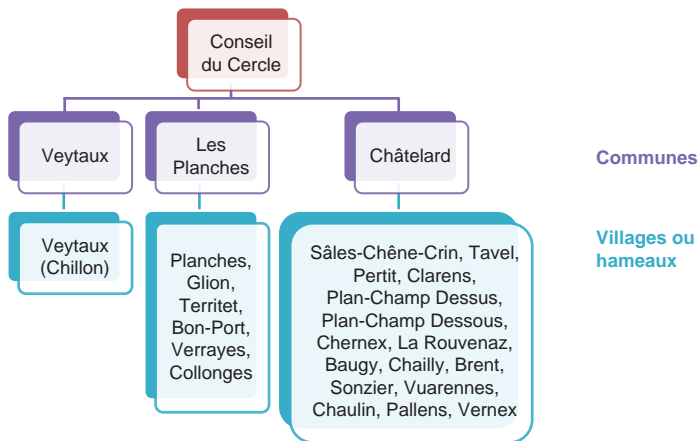 Conseil
du Cercle
Veytaux
Les
Planches
Châtelard
Communes
Veytaux
(Chillon)
Planches,
Glion,
Territet,
Bon-Port,
Verrayes,
Collonges
Sâles-Chêne-Crin, Tavel,
Pertit, Clarens,
Plan-Champ Dessus,
Plan-Champ Dessous,
Chernex, La Rouvenaz,
Baugy, Chailly, Brent,
Sonzier, Vuarennes,
Chaulin, Pallens, Vernex
Villages ou
hameaux